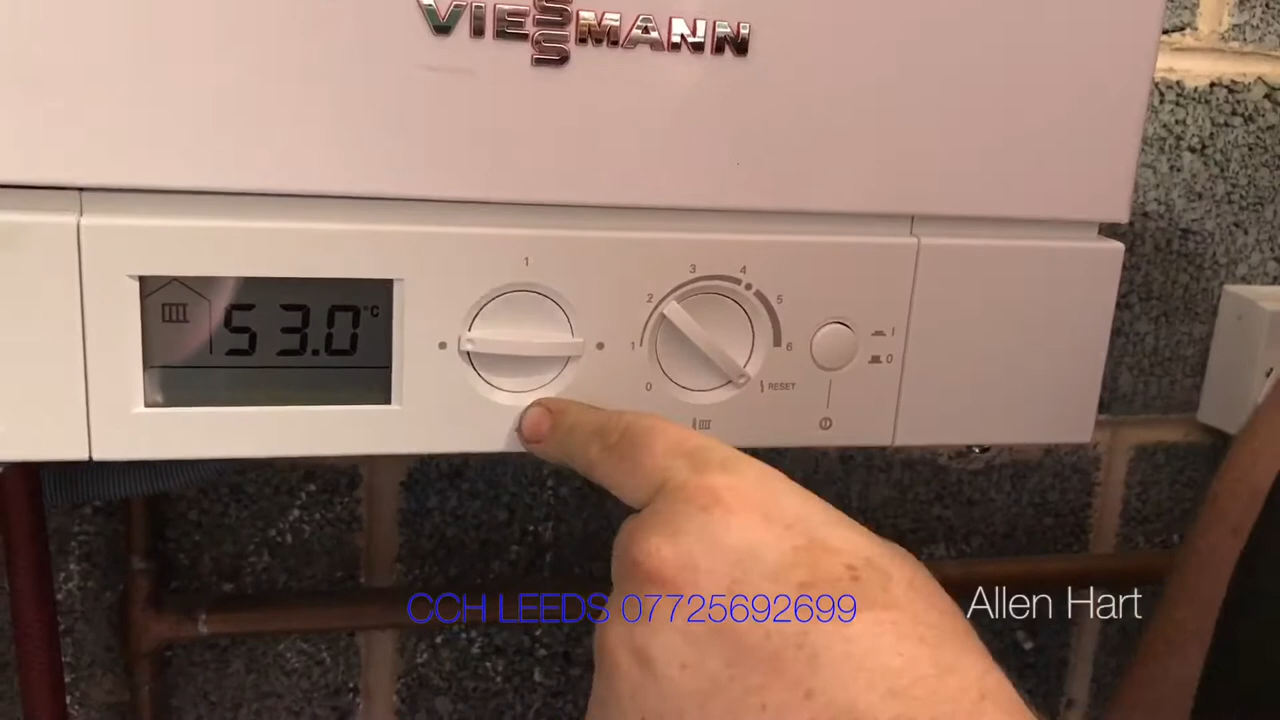 VIESSMANN
53.0°C
1
0 1 2 3 4 5 6
RESET
I
0
CCH LEEDS 07725692699
Allen Hart